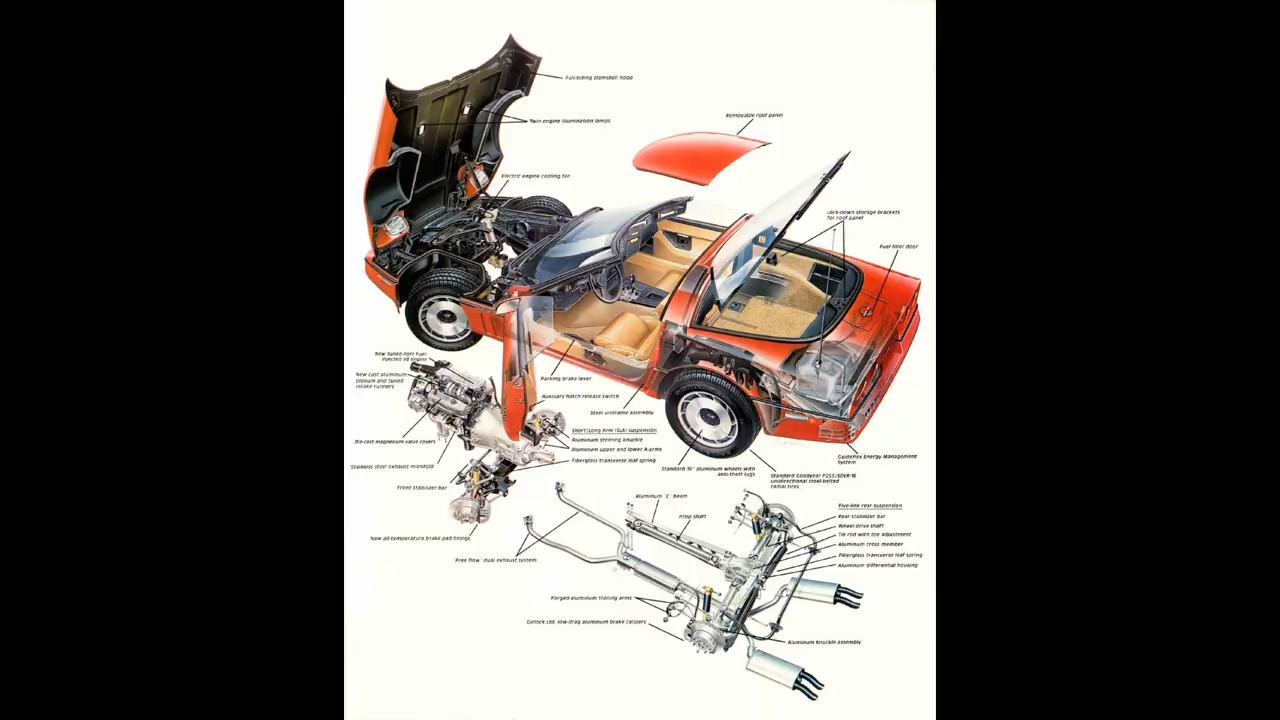 Full-tilting clamshell hood
Removable roof panel
Twin engine illumination lamps
Electric engine cooling fan
Lock-down storage brackets
for roof panel
Fuel filler door
New Tuned-Port Fuel
Injected V8 engine
New cast aluminum
plenum and tuned
intake runners
Parking brake lever
Auxiliary hatch release switch
Steel uniframe assembly
Short/Long Arm (SLA) suspension
Die-cast magnesium valve covers
Aluminum steering knuckle
Aluminum upper and lower A-arms
Fiberglass transverse leaf spring
Stainless steel exhaust manifold
Standard 16" aluminum wheels with
anti-theft lugs
Guideflex Energy Management
System
Standard Goodyear P255/50VR-16
unidirectional steel-belted
radial tires
Front stabilizer bar
Aluminum "C" beam
Prop shaft
Five-link rear suspension
Rear stabilizer bar
Wheel drive shaft
Tie rod with toe adjustment
Aluminum cross member
Fiberglass transverse leaf spring
Aluminum differential housing
New all-temperature brake pad linings
"Free flow" dual exhaust system
Forged-aluminum trailing arms
Girlock Ltd. low-drag aluminum brake calipers
Aluminum knuckle assembly